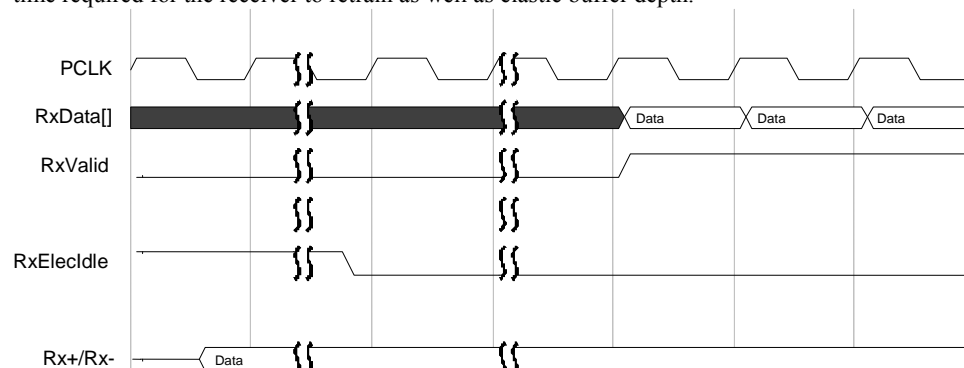 time required for the receiver to retrain as well as elastic buffer depth.
PCLK
RxData[]
Data
Data
Data
RxValid
RxElecIdle
Rx+/Rx-
Data